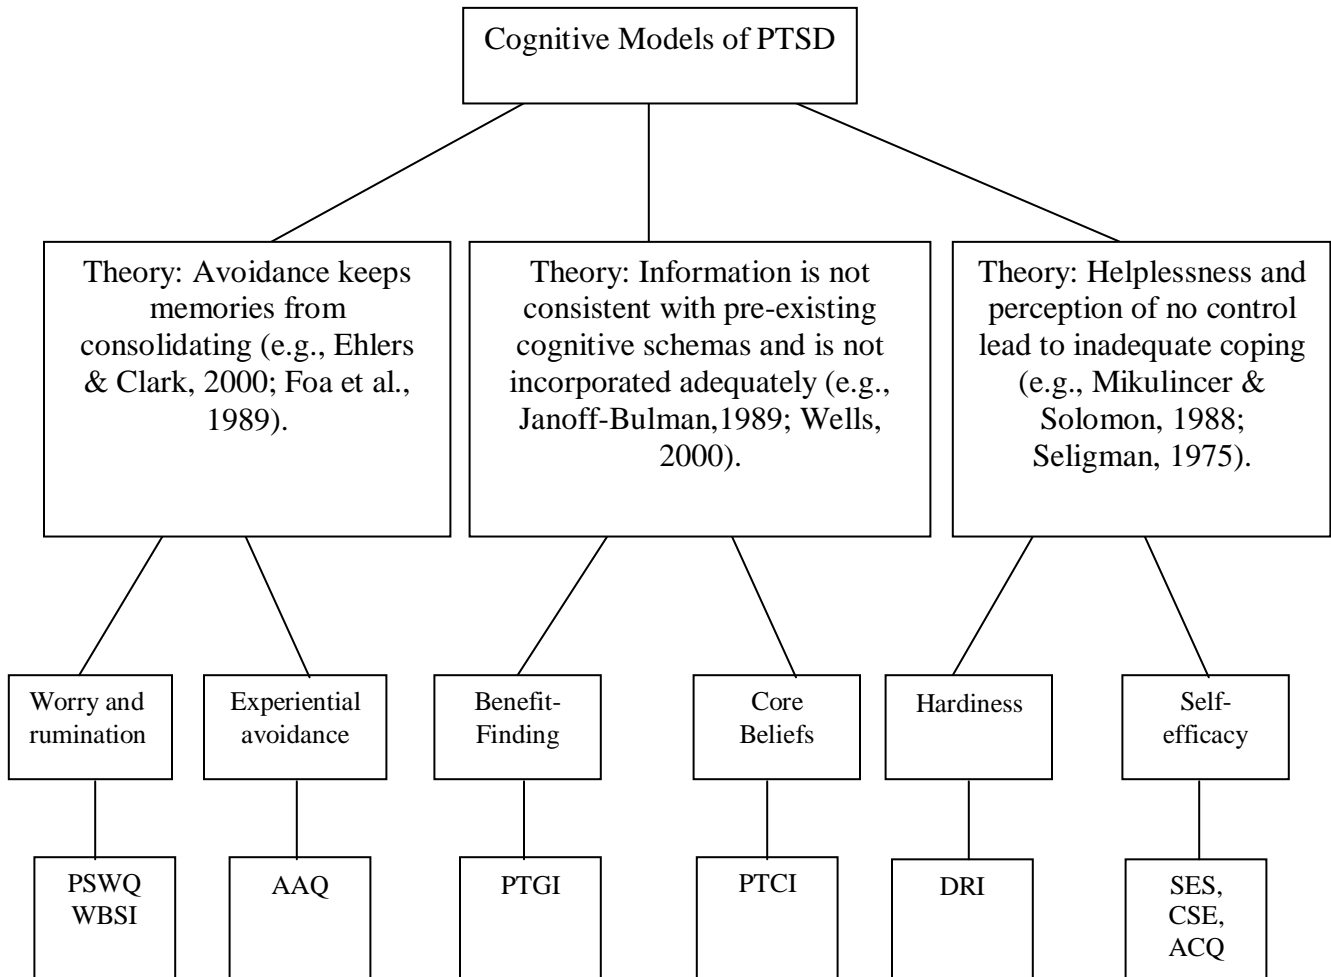 Cognitive Models of PTSD
Theory: Avoidance keeps
memories from
consolidating (e.g., Ehlers
& Clark, 2000; Foa et al.,
1989).
Theory: Information is not
consistent with pre-existing
cognitive schemas and is not
incorporated adequately (e.g.,
Janoff-Bulman,1989; Wells,
2000).
Theory: Helplessness and
perception of no control
lead to inadequate coping
(e.g., Mikulincer &
Solomon, 1988;
Seligman, 1975).
Worry and
rumination
Experiential
avoidance
Benefit-
Finding
Core
Beliefs
Hardiness
Self-
efficacy
PSWQ
WBSI
AAQ
PTGI
PTCI
DRI
SES,
CSE,
ACQ